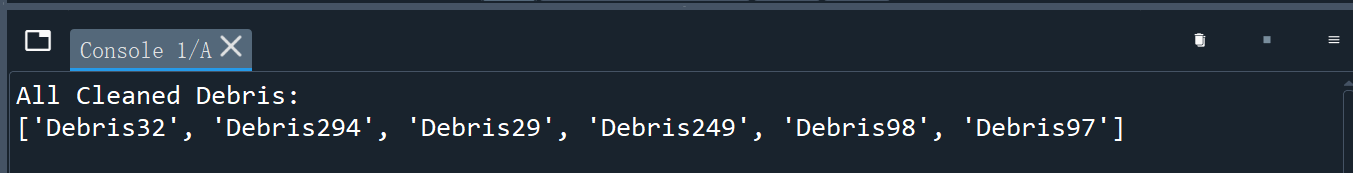 Console 1/A
All Cleaned Debris:
['Debris32', 'Debris294', 'Debris29', 'Debris249', 'Debris98', 'Debris97']